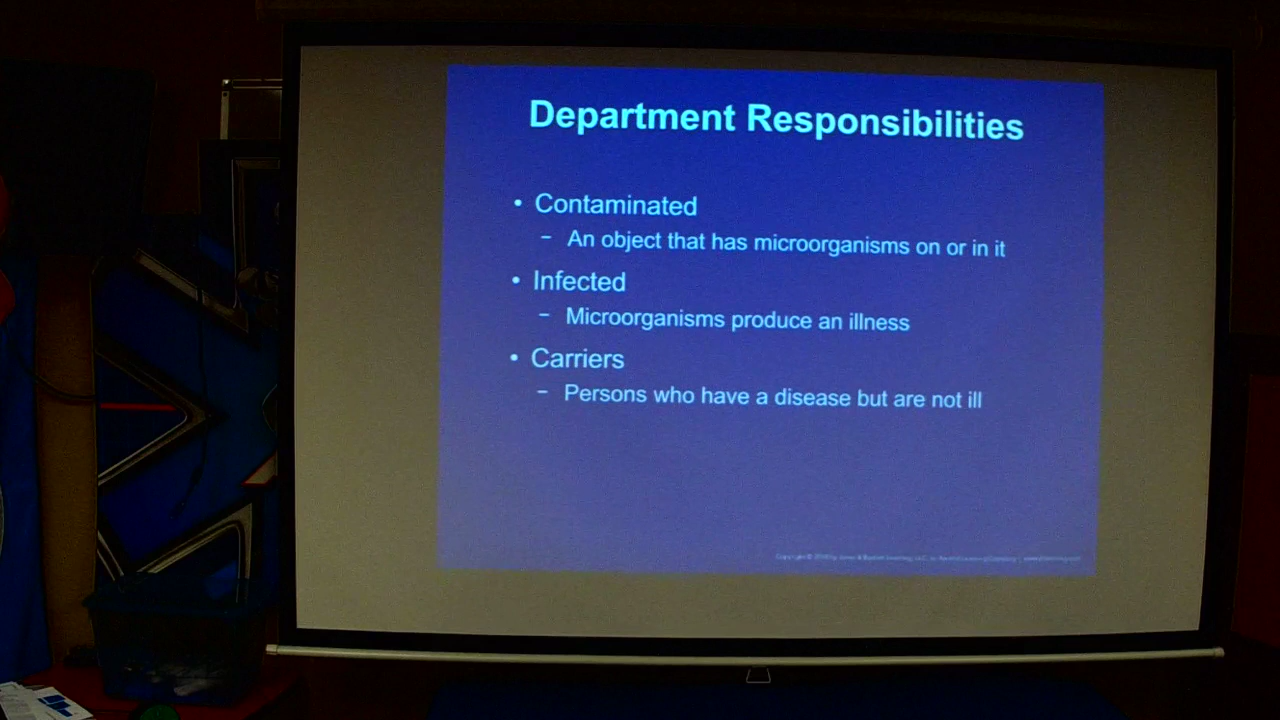 Department Responsibilities
• Contaminated
– An object that has microorganisms on or in it
• Infected
– Microorganisms produce an illness
• Carriers
– Persons who have a disease but are not ill
Copyright ©